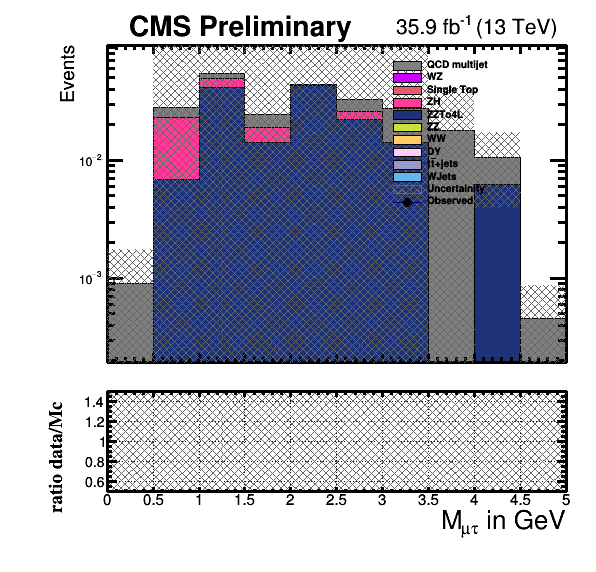 CMS Preliminary
35.9 fb⁻¹ (13 TeV)
Events
10⁻²
10⁻³
QCD multijet
WZ
Single Top
ZH
ZZTo4L
ZZ
WW
DY
tt+jets
WJets
Uncertainity
Observed
ratio data/Mc
1.4
1.2
1
0.8
0.6
0 0.5 1 1.5 2 2.5 3 3.5 4 4.5 5
Mμτ in GeV